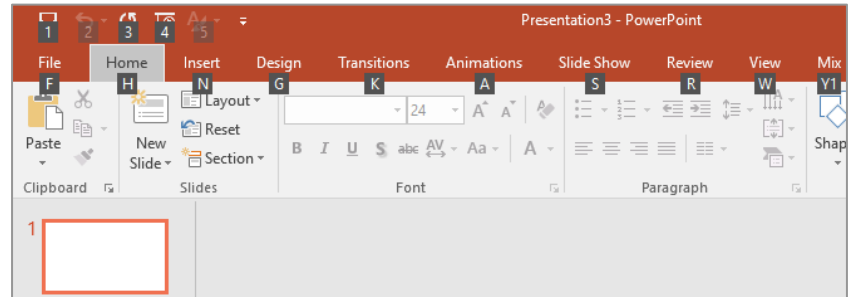 Presentation3 - PowerPoint
1 2 3 4 5
File Home Insert Design Transitions Animations Slide Show Review View Mix
F H N G K A S R W Y1
Layout
24 A A
Reset
Paste New Slide Section B I U S abc AV Aa A Shap
Clipboard Slides Font Paragraph
1